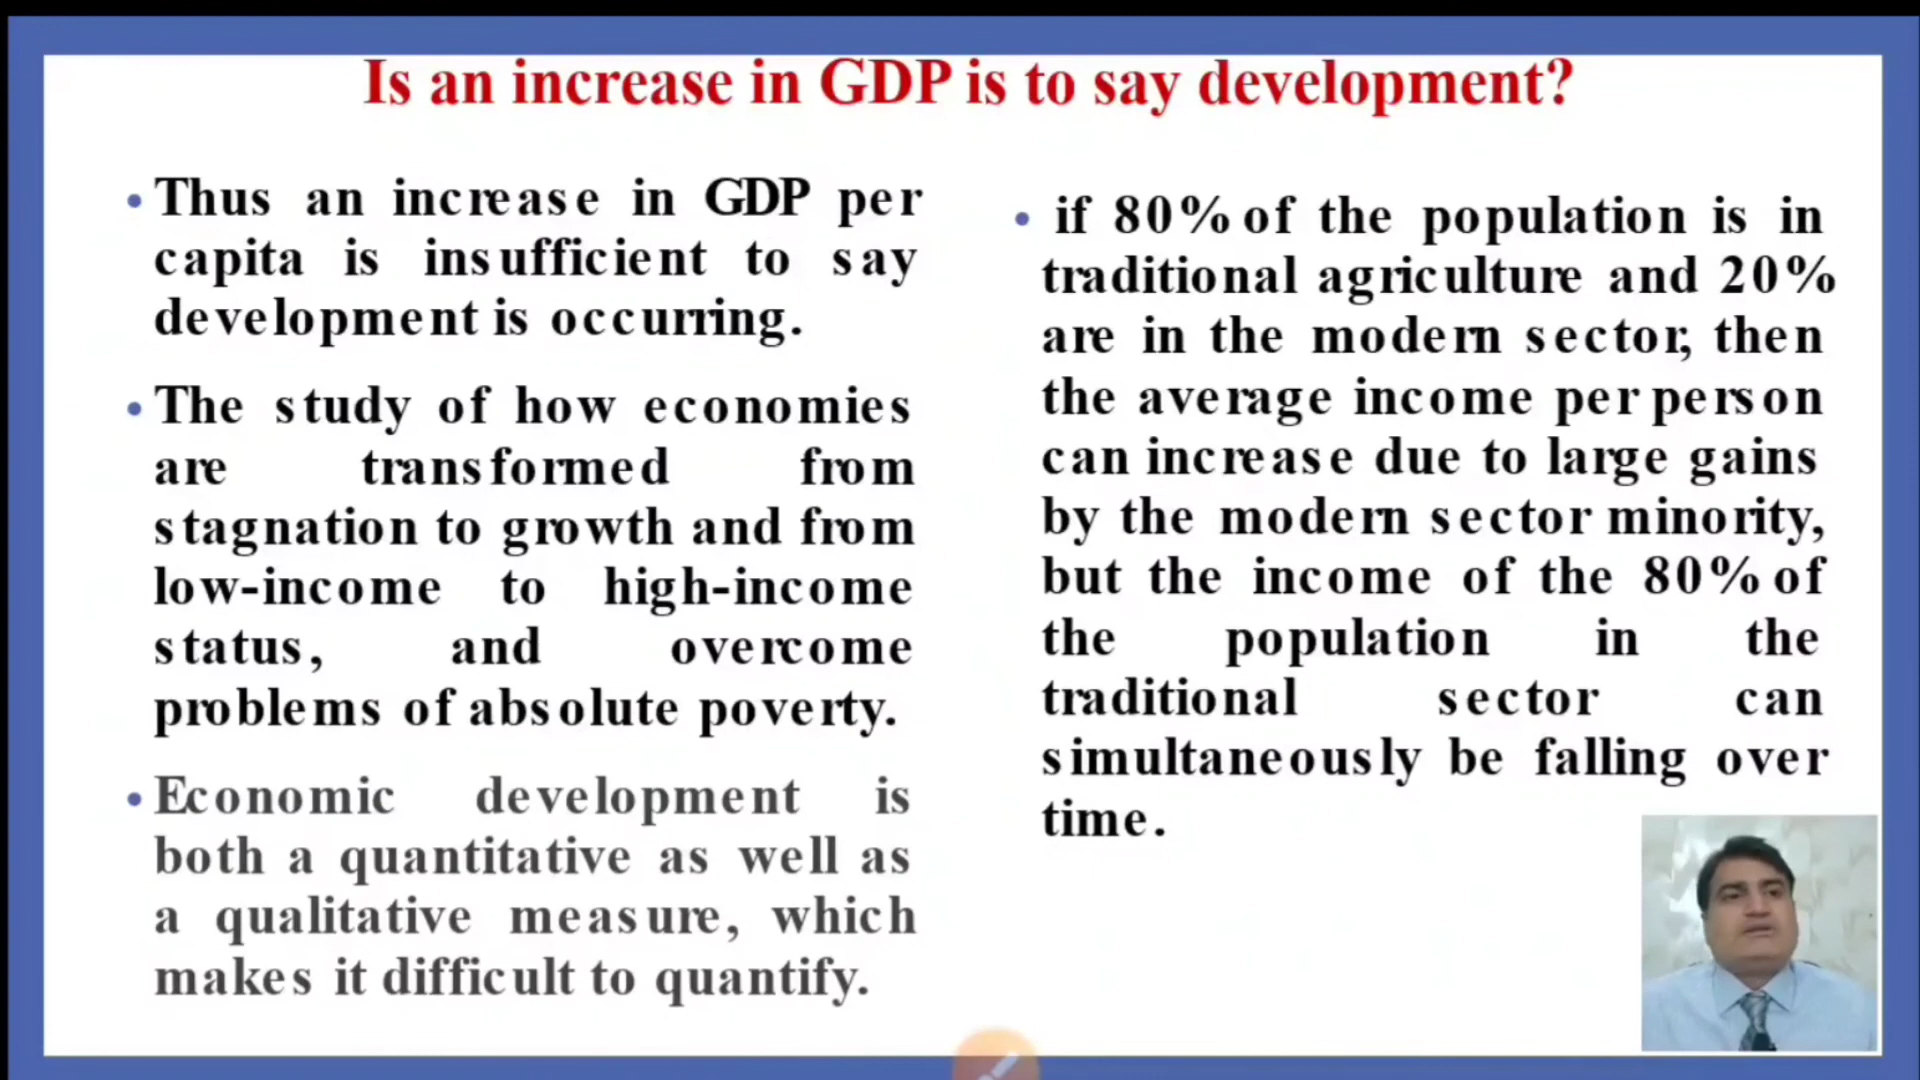 Is an increase in GDP is to say development?
• Thus an increase in GDP per
capita is insufficient to say
development is occurring.
• The study of how economies
are transformed from
stagnation to growth and from
low-income to high-income
status, and overcome
problems of absolute poverty.
• Economic development is
both a quantitative as well as
a qualitative measure, which
makes it difficult to quantify.
• if 80% of the population is in
traditional agriculture and 20%
are in the modern sector, then
the average income per person
can increase due to large gains
by the modern sector minority,
but the income of the 80% of
the population in the
traditional sector can
simultaneously be falling over
time.